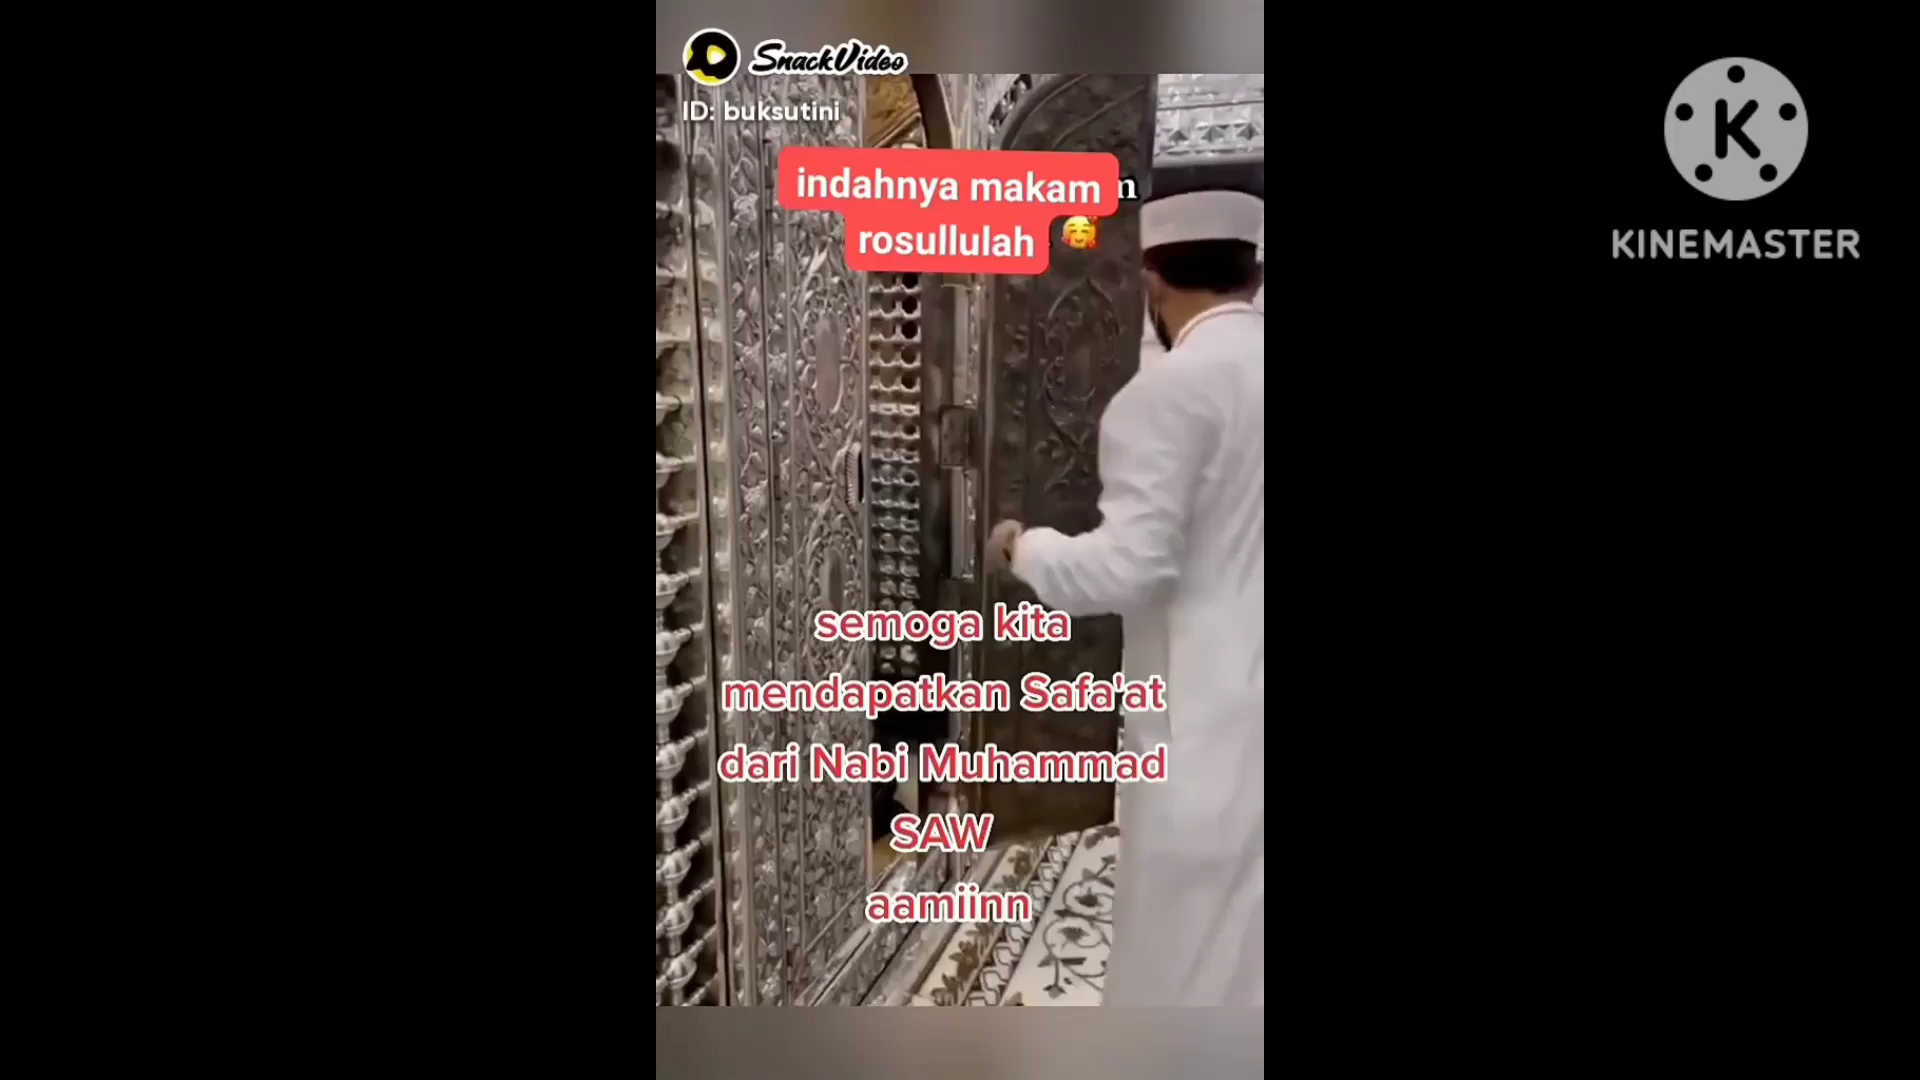 SnackVideo
ID: buksutini
indahnya makam
rosullulah
semoga kita
mendapatkan Safa'at
dari Nabi Muhammad
SAW
aamiinn
K
KINEMASTER